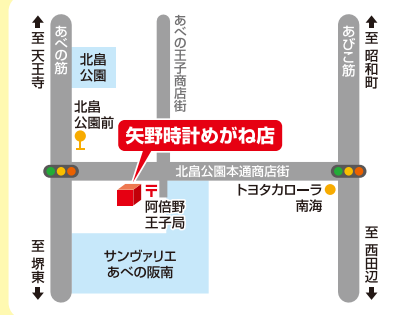 至 天王寺
あべの筋
あべの王子商店街
あびこ筋
至 昭和町
北畠
公園
北畠
公園前
矢野時計めがね店
北畠公園本通商店街
〒
阿倍野
王子局
トヨタカローラ
南海
サンヴァリエ
あべの阪南
至 堺東
至 西田辺